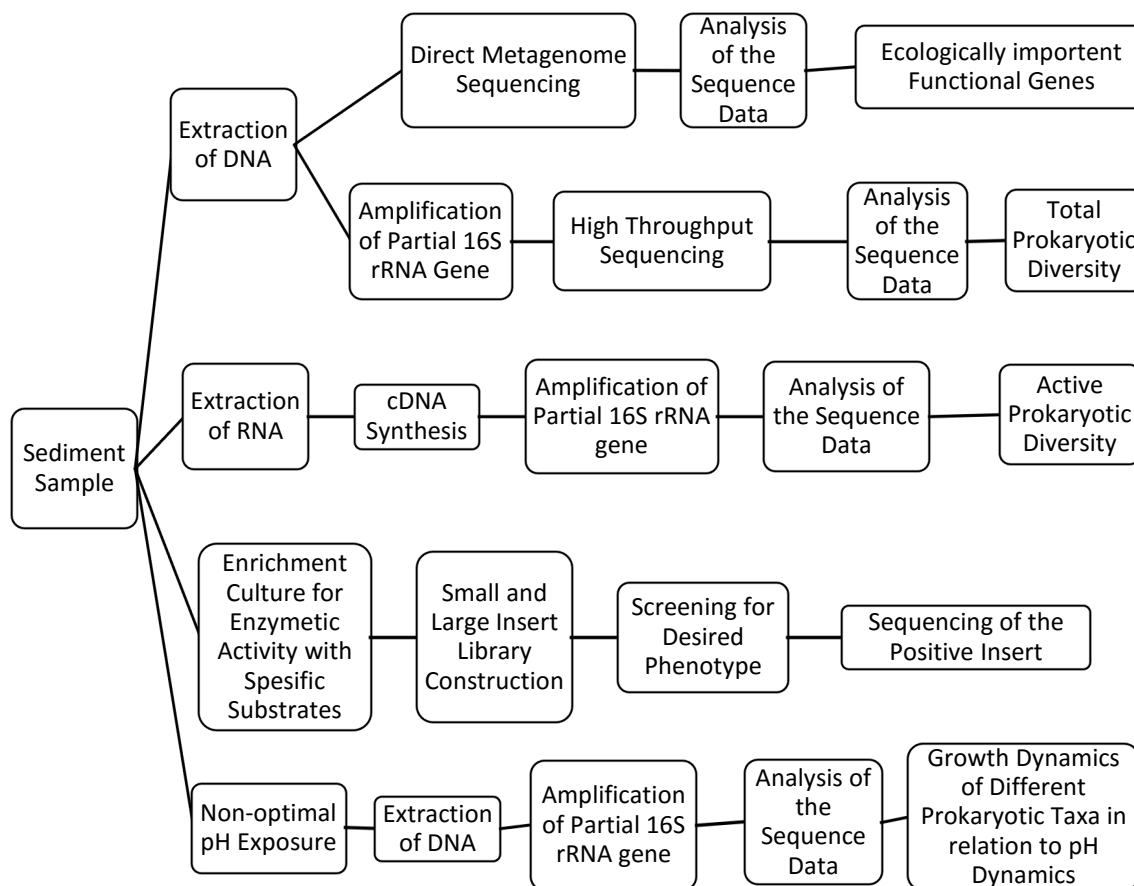 Direct Metagenome
Sequencing
Analysis
of the
Sequence
Data
Ecologically importent
Functional Genes
Extraction
of DNA
Amplification
of Partial 16S
rRNA Gene
High Throughput
Sequencing
Analysis
of the
Sequence
Data
Total
Prokaryotic
Diversity
Sediment
Sample
Extraction
of RNA
cDNA
Synthesis
Amplification of
Partial 16S rRNA
gene
Analysis of
the Sequence
Data
Active
Prokaryotic
Diversity
Enrichment
Culture for
Enzymetic
Activity with
Spesific
Substrates
Small and
Large Insert
Library
Construction
Screening for
Desired
Phenotype
Sequencing of the
Positive Insert
Non-optimal
pH Exposure
Extraction
of DNA
Amplification
of Partial 16S
rRNA gene
Analysis of
the
Sequence
Data
Growth Dynamics
of Different
Prokaryotic Taxa in
relation to pH
Dynamics